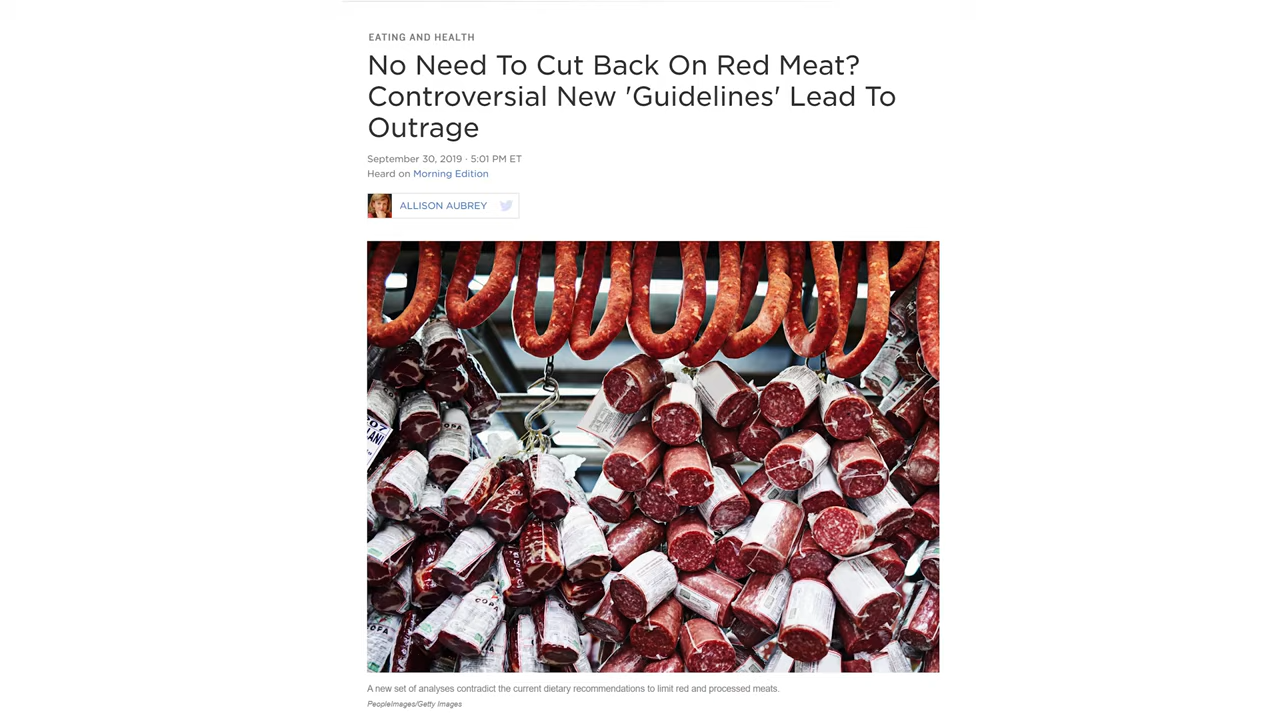 EATING AND HEALTH
No Need To Cut Back On Red Meat?
Controversial New 'Guidelines' Lead To
Outrage
September 30, 2019 · 5:01 PM ET
Heard on Morning Edition
ALLISON AUBREY
COPA
COPA
A new set of analyses contradict the current dietary recommendations to limit red and processed meats.
PeopleImages/Getty Images